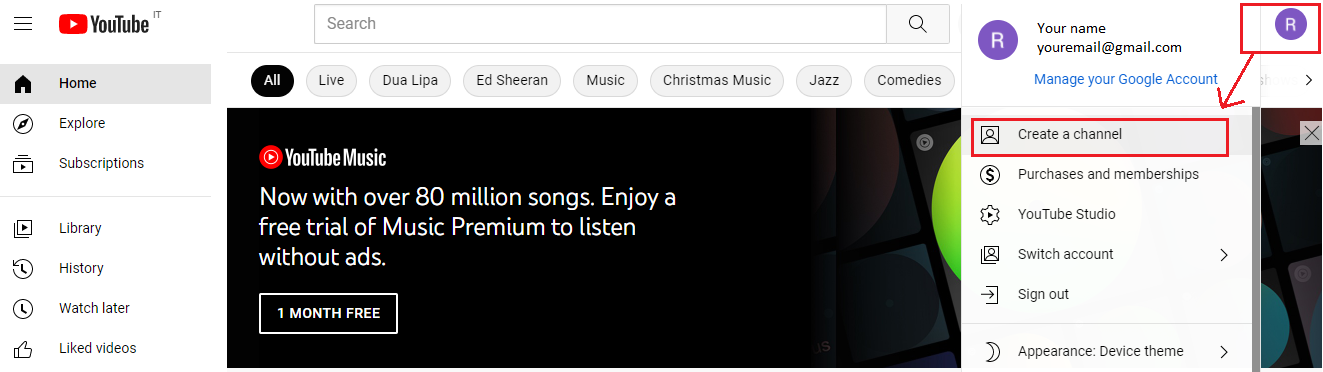 YouTube IT
Search
R
Your name
youremail@gmail.com
Manage your Google Account
R
Home
Explore
Subscriptions
Library
History
Watch later
Liked videos
All Live Dua Lipa Ed Sheeran Music Christmas Music Jazz Comedies
YouTube Music
Now with over 80 million songs. Enjoy a
free trial of Music Premium to listen
without ads.
1 MONTH FREE
Create a channel
Purchases and memberships
YouTube Studio
Switch account
Sign out
Appearance: Device theme